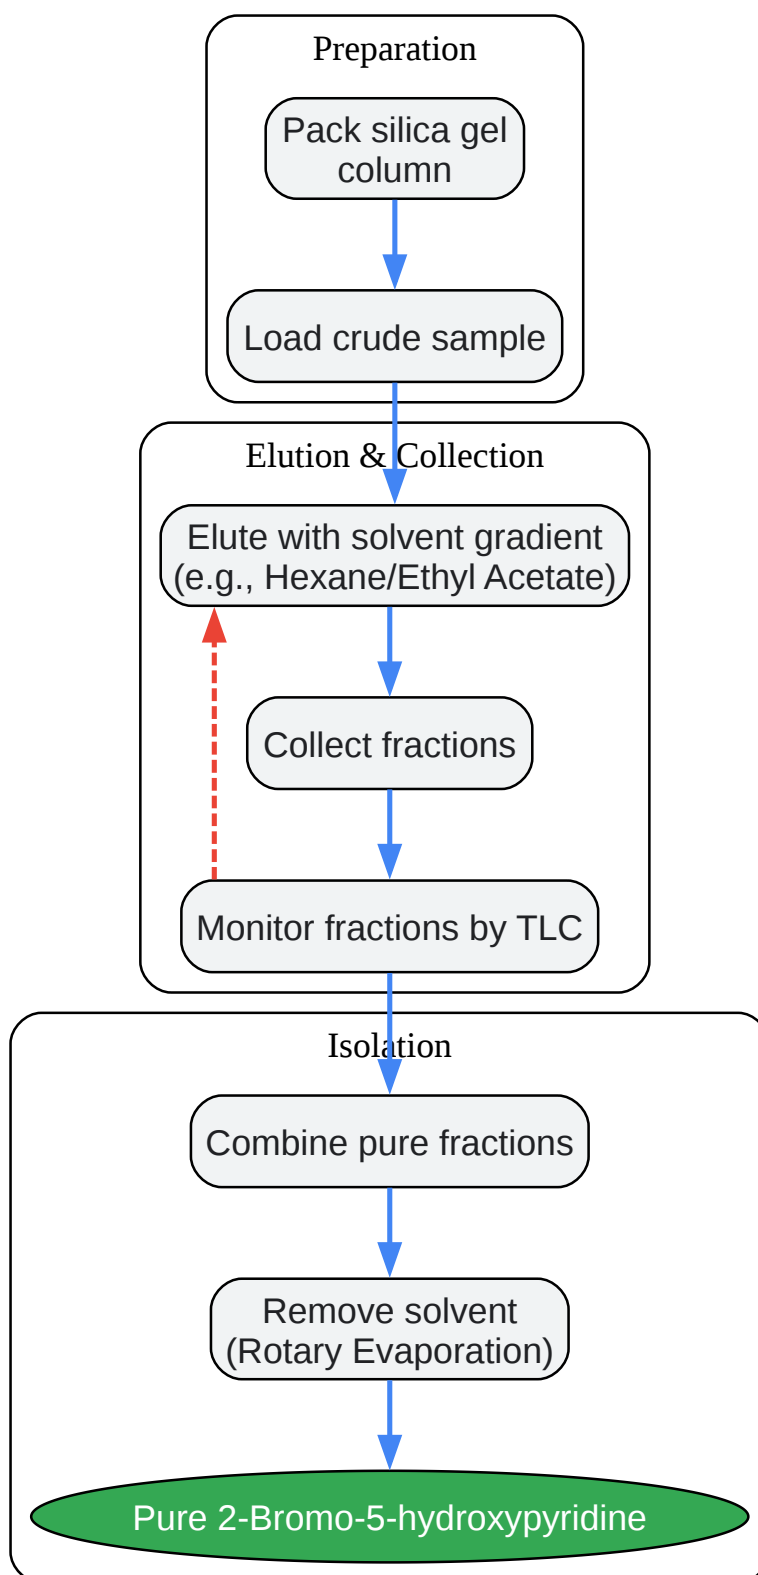 Preparation
Pack silica gel
column
Load crude sample
Elution & Collection
Elute with solvent gradient
(e.g., Hexane/Ethyl Acetate)
Collect fractions
Monitor fractions by TLC
Isolation
Combine pure fractions
Remove solvent
(Rotary Evaporation)
Pure 2-Bromo-5-hydroxypyridine